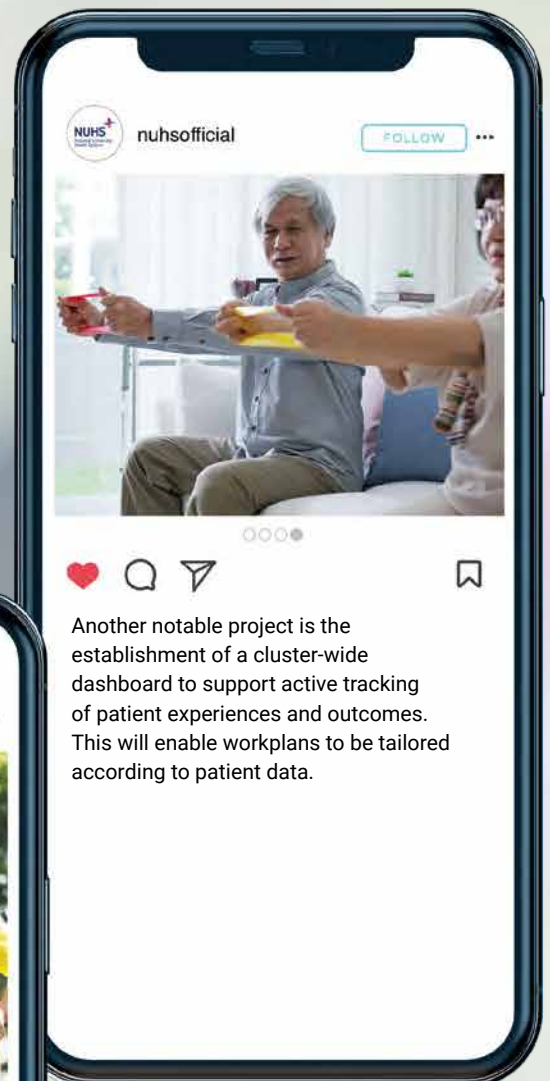 NUHS
nuhsofficial
FOLLOW
Another notable project is the
establishment of a cluster-wide
dashboard to support active tracking
of patient experiences and outcomes.
This will enable workplans to be tailored
according to patient data.